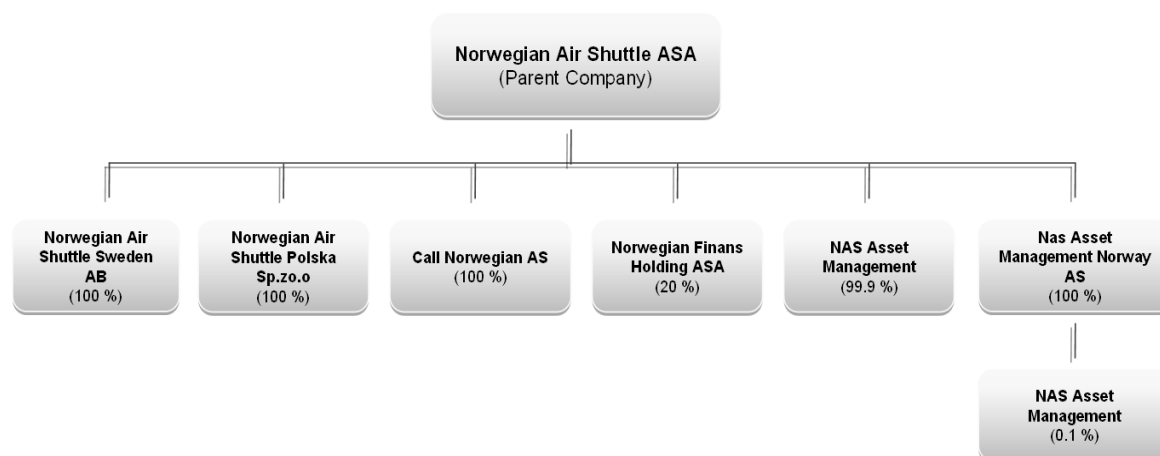 Norwegian Air Shuttle ASA
(Parent Company)
Norwegian Air
Shuttle Sweden
AB
(100 %)
Norwegian Air
Shuttle Polska
Sp.zo.o
(100 %)
Call Norwegian AS
(100 %)
Norwegian Finans
Holding ASA
(20 %)
NAS Asset
Management
(99.9 %)
Nas Asset
Management Norway
AS
(100 %)
NAS Asset
Management
(0.1 %)